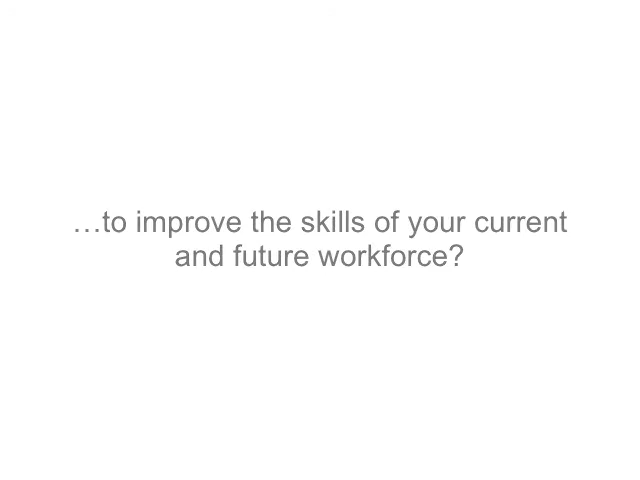 …to improve the skills of your current
and future workforce?